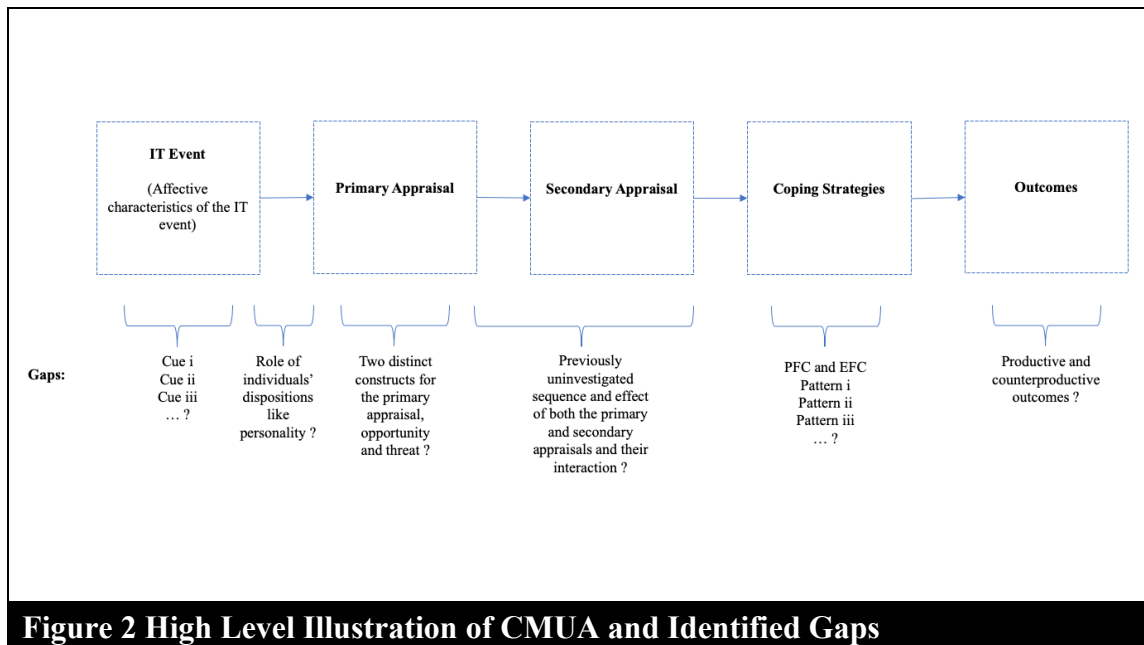 IT Event
(Affective
characteristics of the IT
event)
Primary Appraisal
Secondary Appraisal
Coping Strategies
Outcomes
Gaps:
Cue i
Cue ii
Cue iii
… ?
Role of
individuals’
dispositions
like
personality ?
Two distinct
constructs for
the primary
appraisal,
opportunity
and threat ?
Previously
uninvestigated
sequence and effect
of both the primary
and secondary
appraisals and their
interaction ?
PFC and EFC
Pattern i
Pattern ii
Pattern iii
… ?
Productive and
counterproductive
outcomes ?
Figure 2 High Level Illustration of CMUA and Identified Gaps